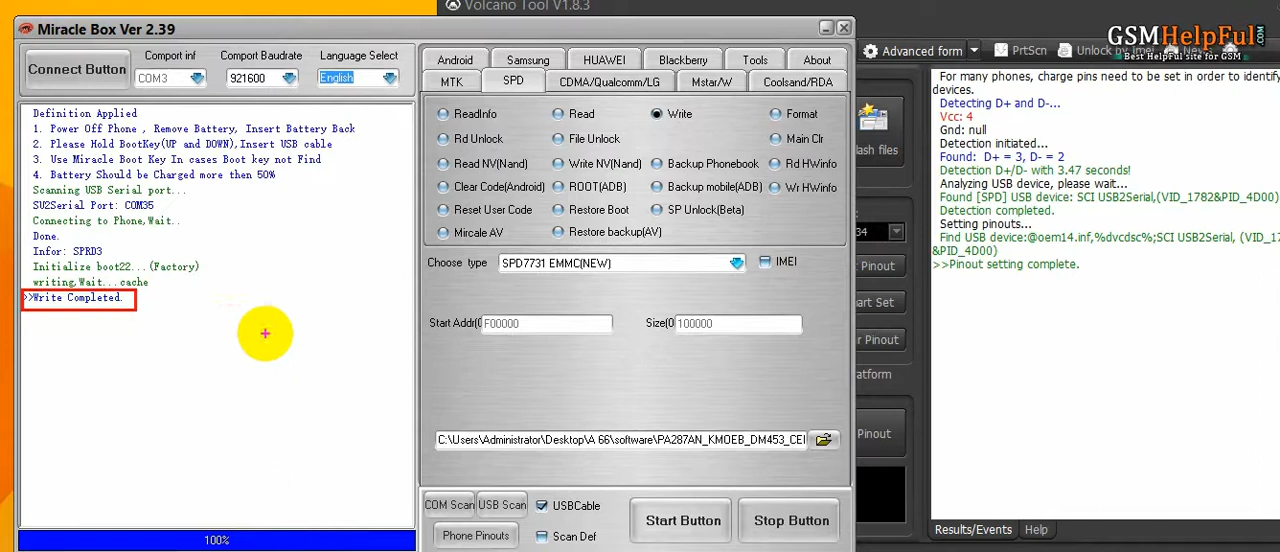 Volcano Tool V1.8.3
Miracle Box Ver 2.39
Connect Button
Comport inf
Comport Baudrate
Language Select
COM3
921600
English
Android
Samsung
HUAWEI
Blackberry
Tools
About
MTK
SPD
CDMA/Qualcomm/LG
Mstar/W
Coolsand/RDA
Definition Applied
1. Power Off Phone , Remove Battery, Insert Battery Back
2. Please Hold BootKey(UP and DOWN),Insert USB cable
3. Use Miracle Boot Key In cases Boot key not Find
4. Battery Should be Charged more then 50%
Scanning USB Serial port...
SU2Serial Port: COM35
Connecting to Phone,Wait..
Done.
Infor: SPRD3
Initialize boot22...(Factory)
writing,Wait...cache
>>Write Completed.
100%
ReadInfo
Read
Write
Format
Rd Unlock
File Unlock
Main Clr
Read NV(Nand)
Write NV(Nand)
Backup Phonebook
Rd HWinfo
Clear Code(Android)
ROOT(ADB)
Backup mobile(ADB)
Wr HWinfo
Reset User Code
Restore Boot
SP Unlock(Beta)
Mircale AV
Restore backup(AV)
Choose type
SPD7731 EMMC(NEW)
IMEI
Start Addr(0
F00000
Size(0
100000
C:\Users\Administrator\Desktop\A 66\software\PA287AN_KMOEB_DM453_CEI
COM Scan
USB Scan
USBCable
Phone Pinouts
Scan Def
Start Button
Stop Button
Advanced form
PrtScn
Unlock by imei
News
GSMHelpFul.NET
Best HelpFul site for GSM
lash files
34
t Pinout
art Set
r Pinout
atform
Pinout
For many phones, charge pins need to be set in order to identify
devices.
Detecting D+ and D-...
Vcc: 4
Gnd: null
Detection initiated...
Found: D+ = 3, D- = 2
Detection D+/D- with 3.47 seconds!
Analyzing USB device, please wait...
Found [SPD] USB device: SCI USB2Serial,(VID_1782&PID_4D00)
Detection completed.
Setting pinouts...
Find USB device:@oem14.inf,%dvcdsc%;SCI USB2Serial, (VID_1782
&PID_4D00)
>>Pinout setting complete.
Results/Events
Help